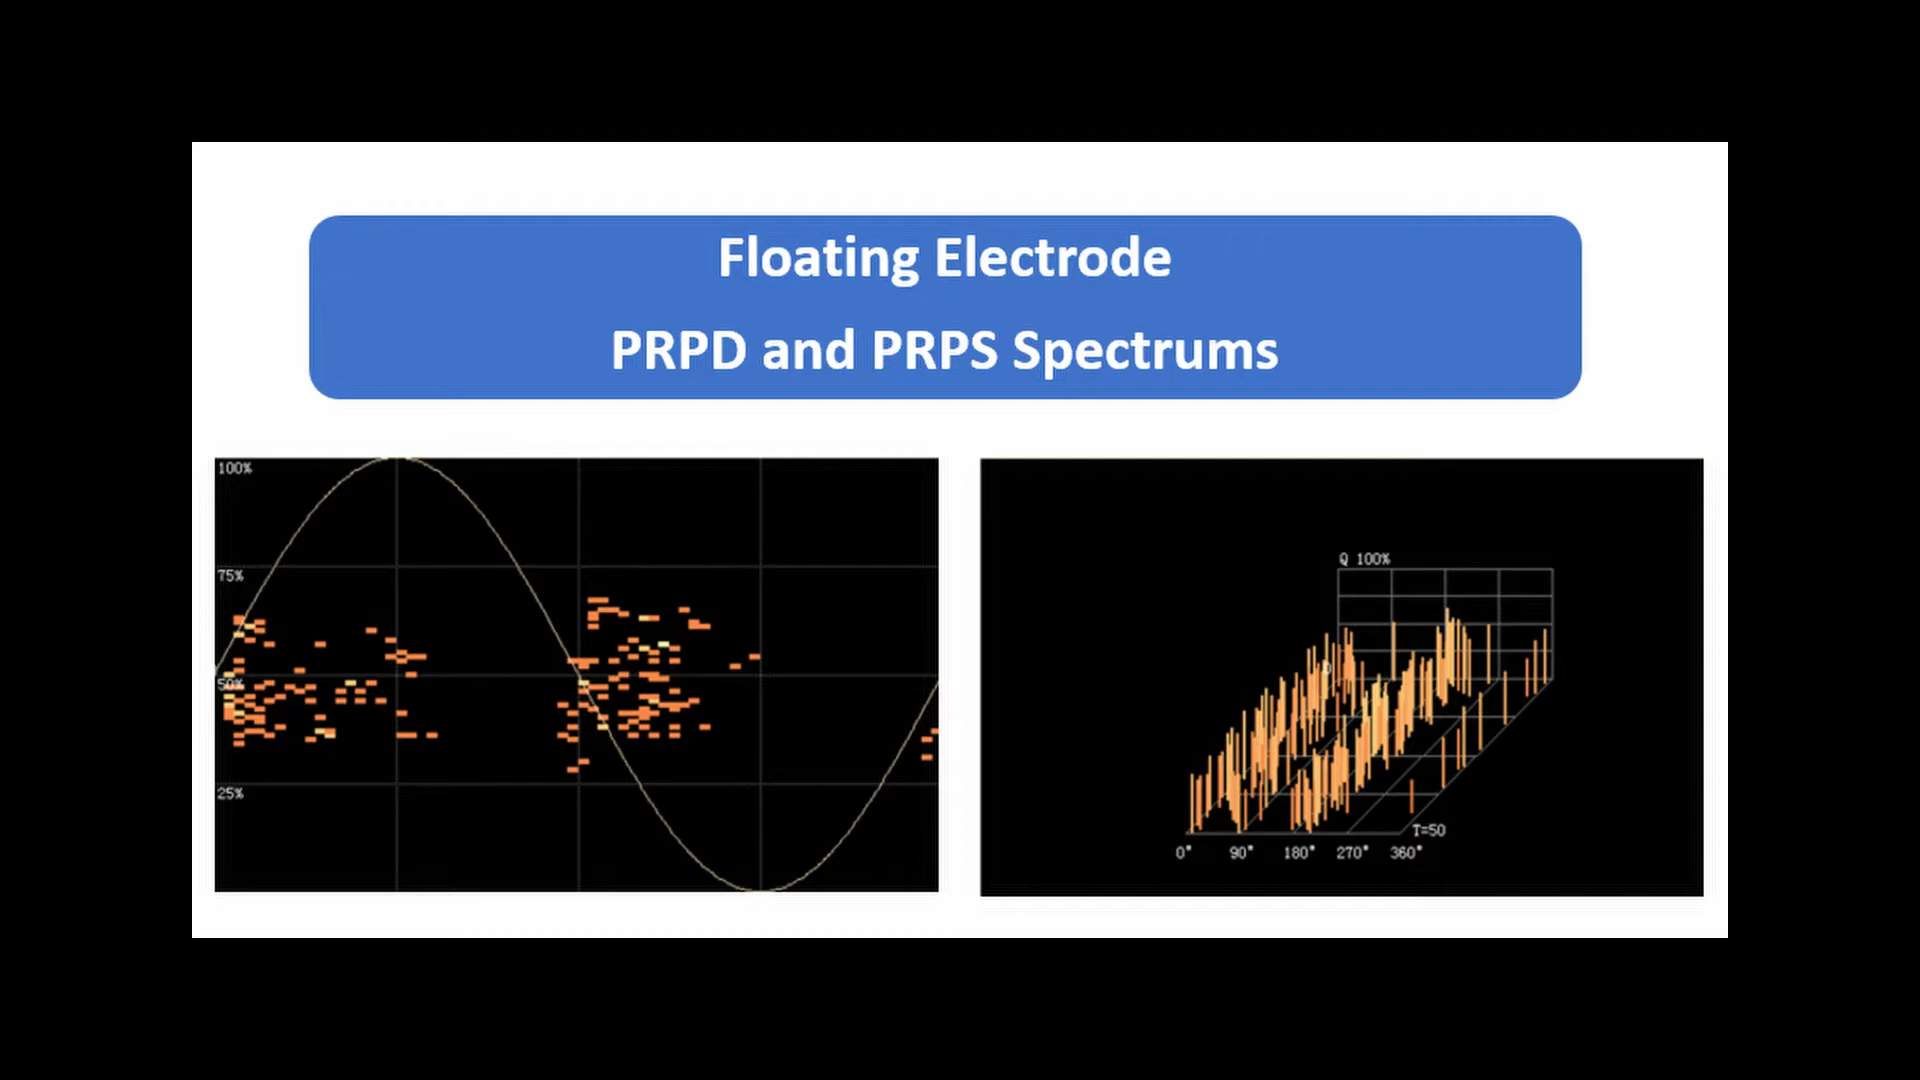 Floating Electrode
PRPD and PRPS Spectrums
100%
75%
50%
25%
Q 100%
T=50
0° 90° 180° 270° 360°